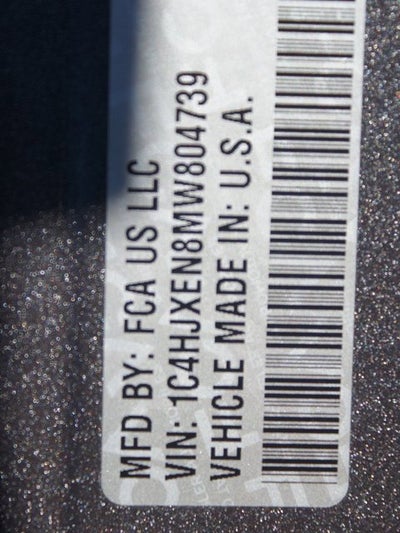 MFD BY: FCA US LLC
VIN: 1C4HJXEN8MW804739
VEHICLE MADE IN: U.S.A.